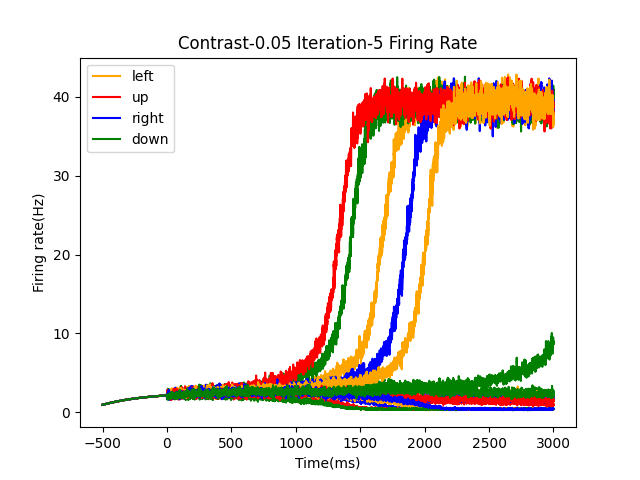 Contrast-0.05 Iteration-5 Firing Rate
left
up
right
down
Firing rate(Hz)
40
30
20
10
0
−500
0
500
1000
1500
2000
2500
3000
Time(ms)